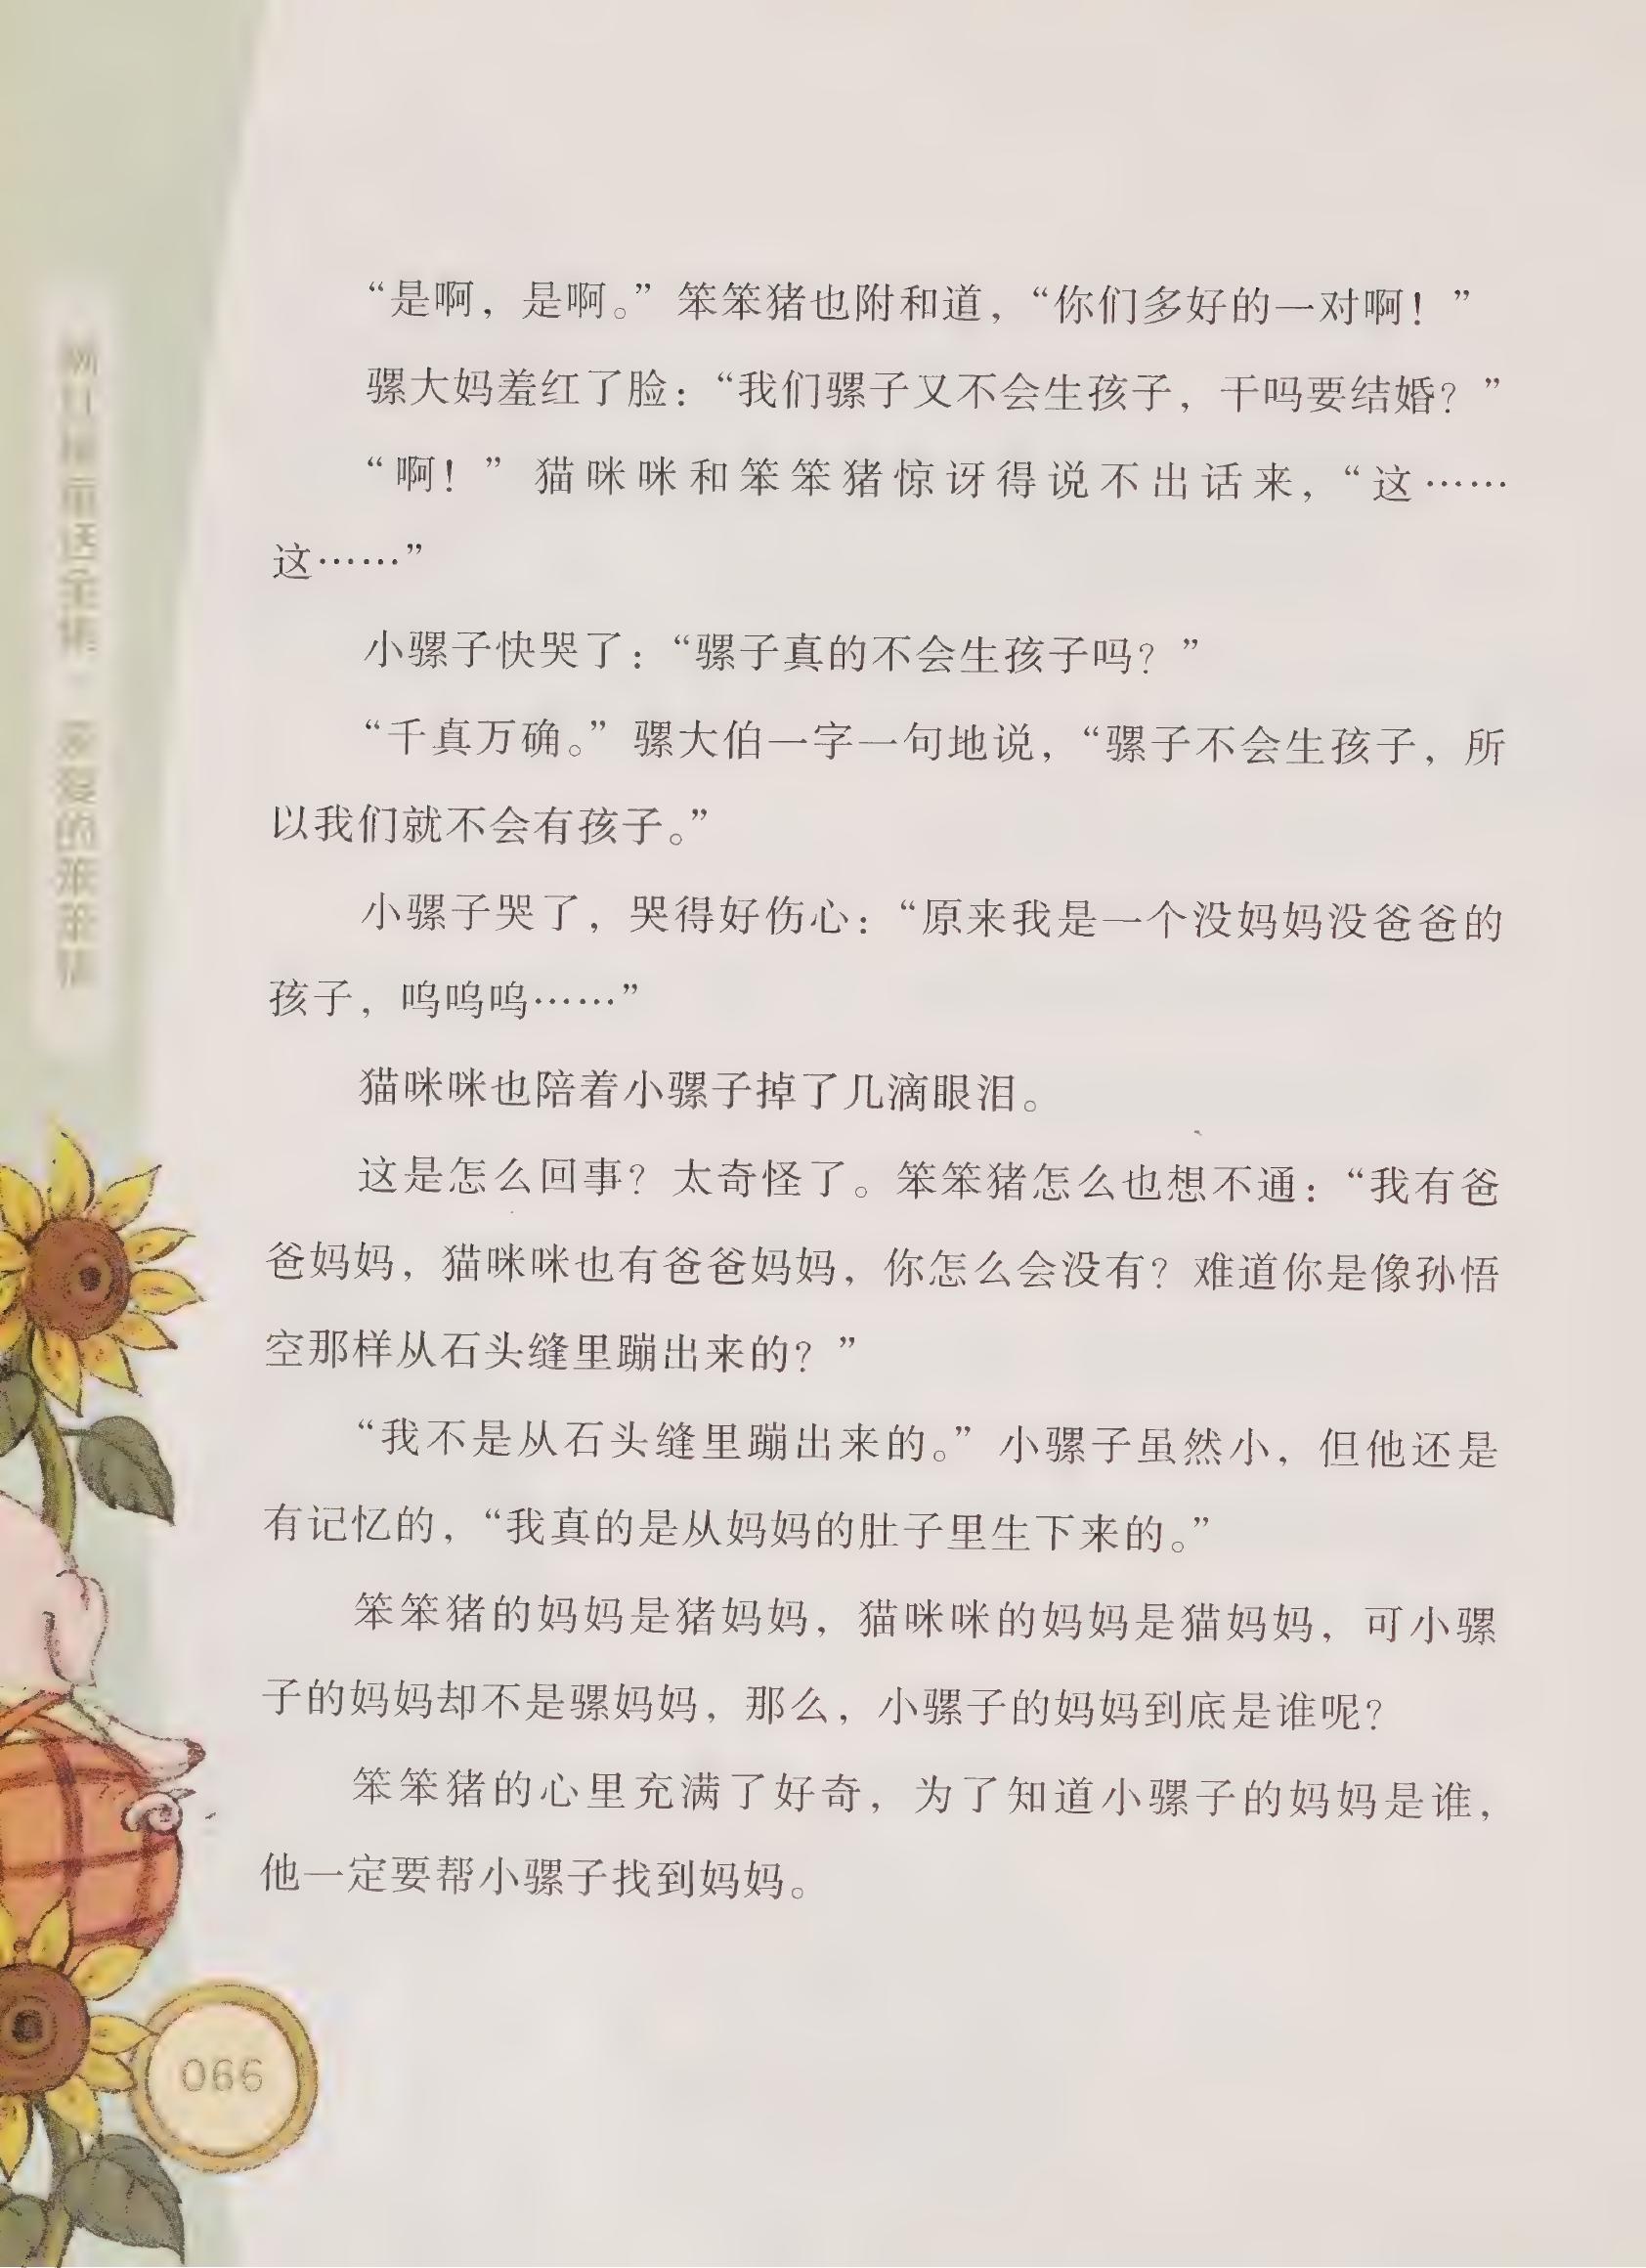 “是啊，是啊。”笨笨猪也附和道，“你们多好的一对啊！”
骡大妈羞红了脸：“我们骡子又不会生孩子，干吗要结婚？”
“啊！”猫咪咪和笨笨猪惊讶得说不出话来，“这……
这……”
小骡子快哭了：“骡子真的不会生孩子吗？”
“千真万确。”骡大伯一字一句地说，“骡子不会生孩子，所
以我们就不会有孩子。”
小骡子哭了，哭得好伤心：“原来我是一个没妈妈没爸爸的
孩子，呜呜呜……”
猫咪咪也陪着小骡子掉了几滴眼泪。
这是怎么回事？太奇怪了。笨笨猪怎么也想不通：“我有爸
爸妈妈，猫咪咪也有爸爸妈妈，你怎么会没有？难道你是像孙悟
空那样从石头缝里蹦出来的？”
“我不是从石头缝里蹦出来的。”小骡子虽然小，但他还是
有记忆的，“我真的是从妈妈的肚子里生下来的。”
笨笨猪的妈妈是猪妈妈，猫咪咪的妈妈是猫妈妈，可小骡
子的妈妈却不是骡妈妈，那么，小骡子的妈妈到底是谁呢？
笨笨猪的心里充满了好奇，为了知道小骡子的妈妈是谁，
他一定要帮小骡子找到妈妈。
066